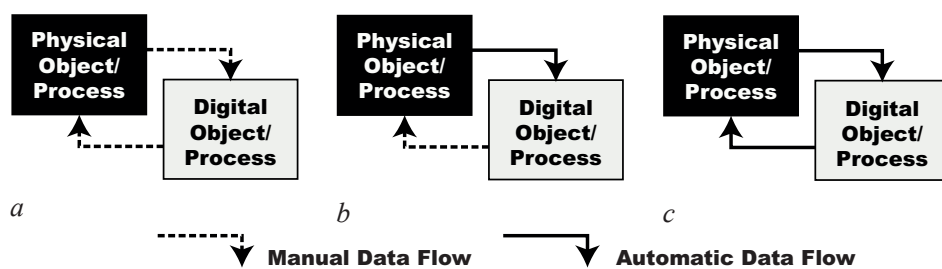 Physical
Object/
Process
Digital
Object/
Process
a
Physical
Object/
Process
Digital
Object/
Process
b
Physical
Object/
Process
Digital
Object/
Process
c
Manual Data Flow
Automatic Data Flow